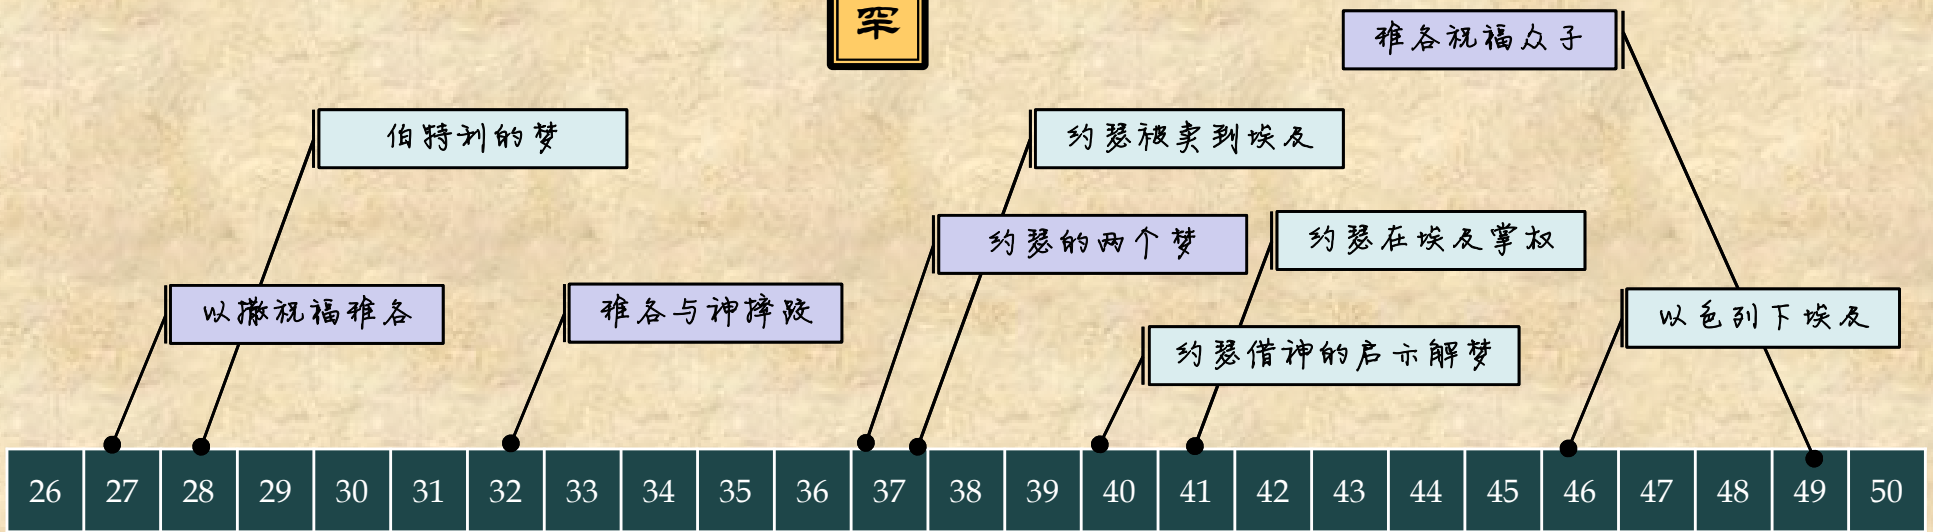 罕
雅各祝福众子
伯特利的梦
约瑟被卖到埃及
约瑟的两个梦
约瑟在埃及掌权
以撒祝福雅各
雅各与神摔跤
以色列下埃及
约瑟借神的启示解梦
26 27 28 29 30 31 32 33 34 35 36 37 38 39 40 41 42 43 44 45 46 47 48 49 50